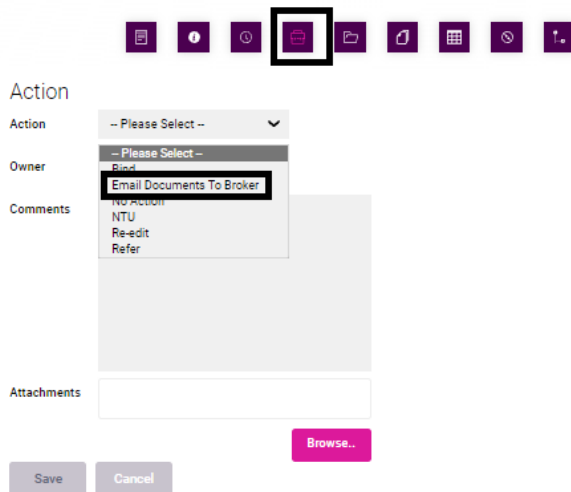 Action
Action
-- Please Select --
-- Please Select --
Owner
Bind
Email Documents To Broker
Comments
No Action
NTU
Re-edit
Refer
Attachments
Browse..
Save
Cancel